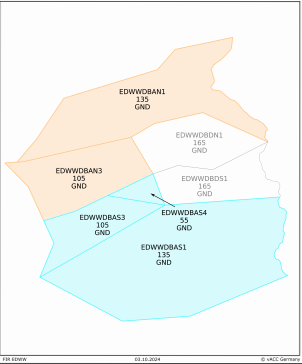 EDWWDBAN1
135
GND
EDWWDBDN1
165
GND
EDWWDBAN3
105
GND
EDWWDBDS1
165
GND
EDWWDBAS3
105
GND
EDWWDBAS4
55
GND
EDWWDBAS1
135
GND
FIR EDWW
03.10.2024
© vACC Germany